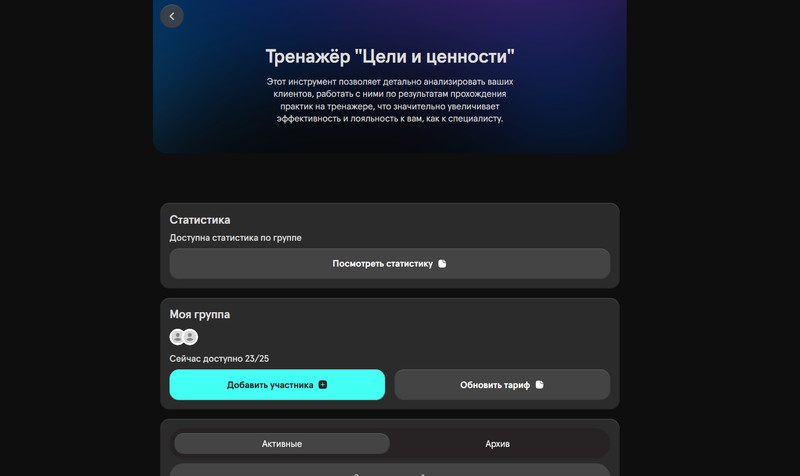 Тренажёр "Цели и ценности"
Этот инструмент позволяет детально анализировать ваших
клиентов, работать с ними по результатам прохождения
практик на тренажере, что значительно увеличивает
эффективность и лояльность к вам, как к специалисту.
Статистика
Доступна статистика по группе
Посмотреть статистику
Моя группа
Сейчас доступно 23/25
Добавить участника
Обновить тариф
Активные
Архив